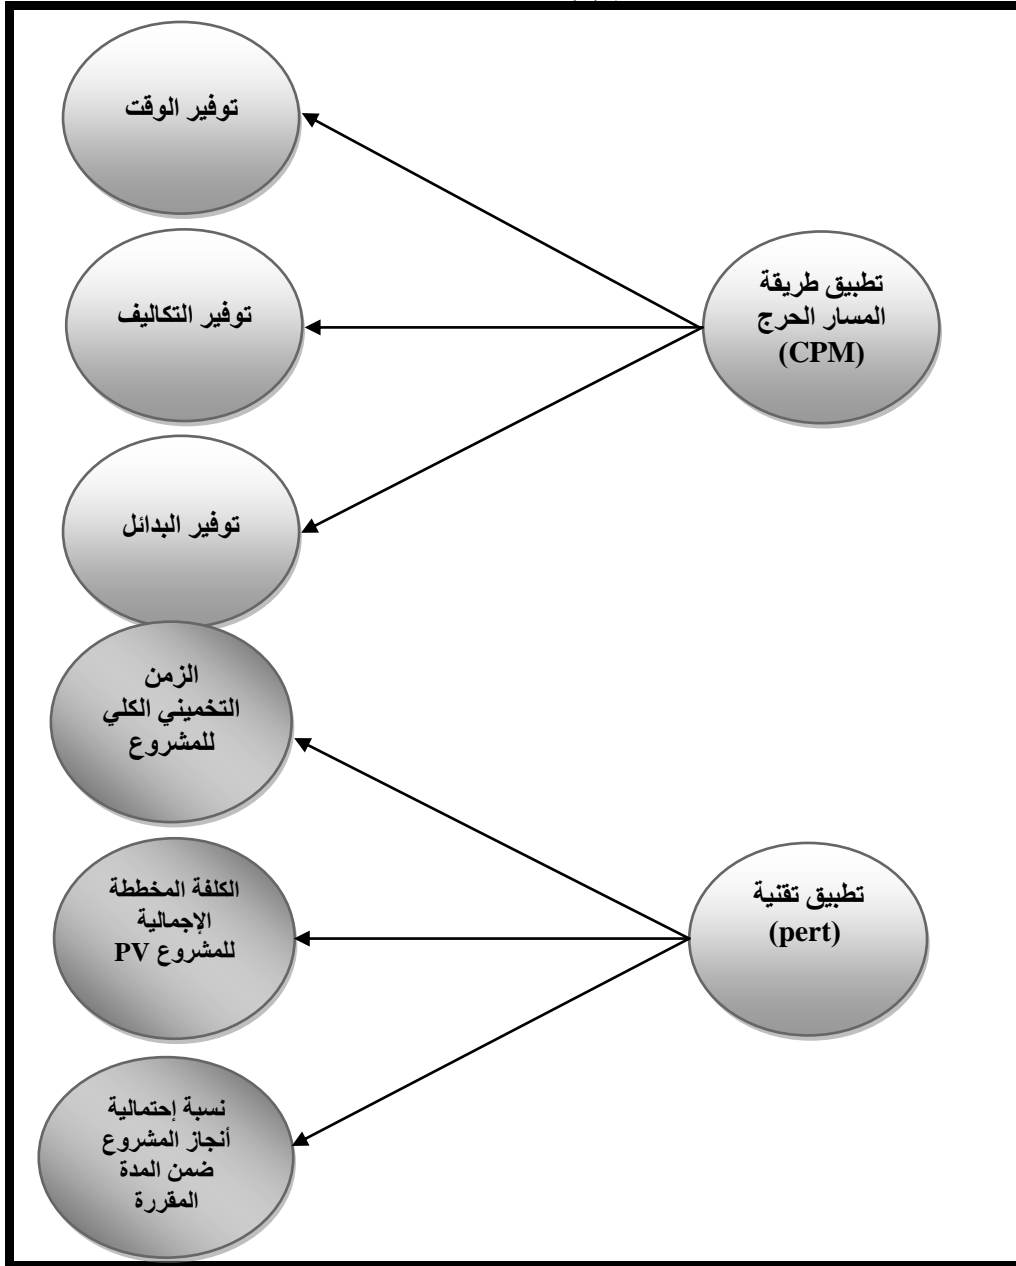 توفير الوقت
توفير التكاليف
تطبيق طريقة
المسار الحرج
(CPM)
توفير البدائل
الزمن
التخميني الكلي
للمشروع
الكلفة المخططة
الإجمالية
للمشروع PV
تطبيق تقنية
(pert)
نسبة إحتمالية
أنجاز المشروع
ضمن المدة
المقررة